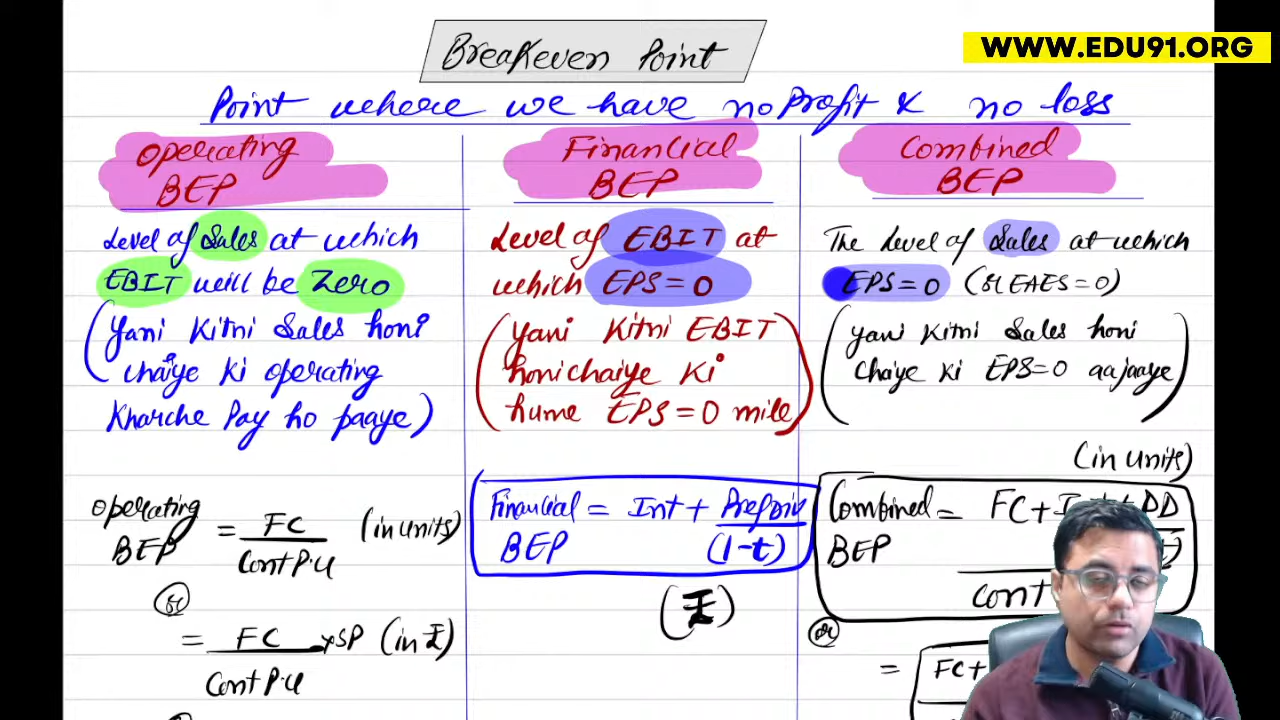 WWW.EDU91.ORG
Breakeven Point
Point where we have no Profit & no loss
Operating
BEP
Level of Sales at which
EBIT will be Zero
(yani Kitni Sales honi
chaiye Ki operating
Kharche Pay ho paaye)
Operating
BEP = FC / Cont P.U (in units)
or
= FC / Cont P.U × SP (in ₹)
Financial
BEP
Level of EBIT at
which EPS = 0
(yani Kitni EBIT
honi chaiye Ki
hume EPS = 0 mile)
Financial
BEP = Int + Pref Div / (1-t)
(₹)
Combined
BEP
The Level of Sales at which
EPS = 0 (or EAES = 0)
(yani Kitni Sales honi
chaiye Ki EPS=0 aajaaye)
(in units)
Combined
BEP = FC +
Cont
or
= FC +